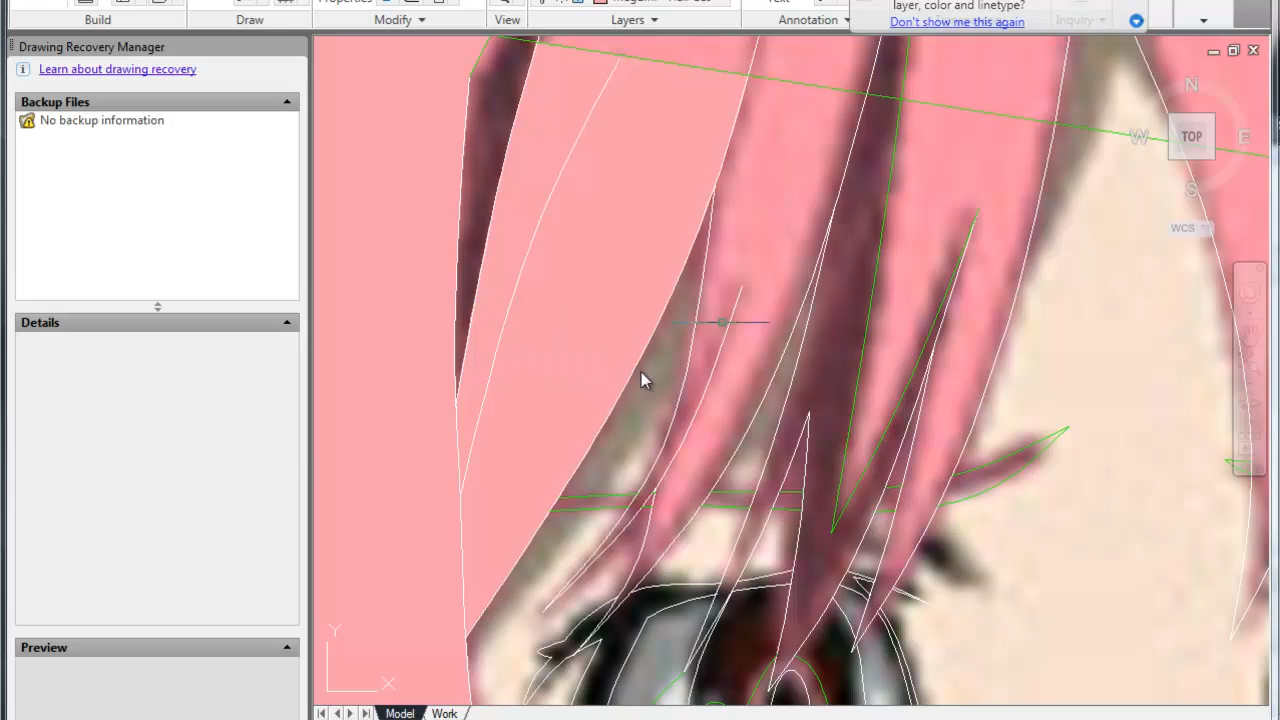 Properties
layer, color and linetype?
Build Draw Modify View Layers Annotation Inquiry
Don't show me this again
Drawing Recovery Manager
Learn about drawing recovery
Backup Files
No backup information
Details
Preview
N
W TOP E
S
WCS
Y
X
Model Work